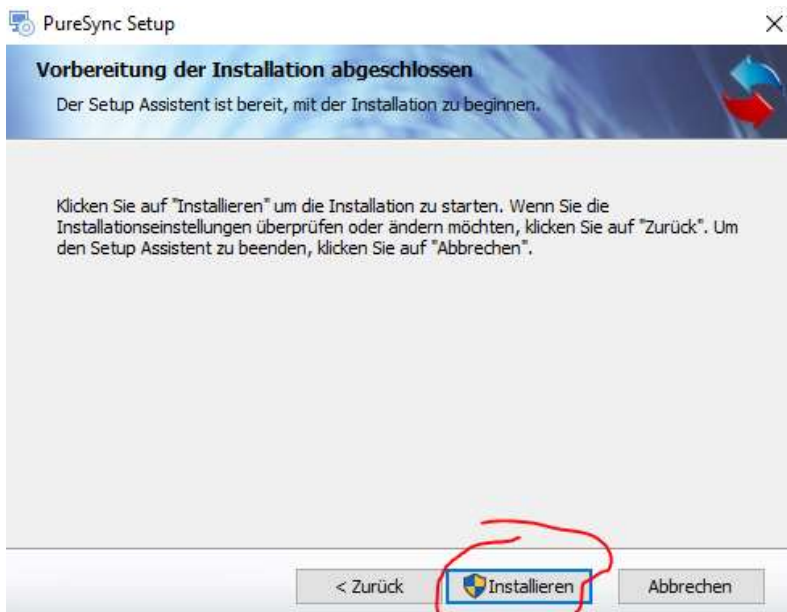 PureSync Setup
Vorbereitung der Installation abgeschlossen
Der Setup Assistent ist bereit, mit der Installation zu beginnen.
Klicken Sie auf "Installieren" um die Installation zu starten. Wenn Sie die
Installationseinstellungen überprüfen oder ändern möchten, klicken Sie auf "Zurück". Um
den Setup Assistent zu beenden, klicken Sie auf "Abbrechen".
< Zurück
Installieren
Abbrechen